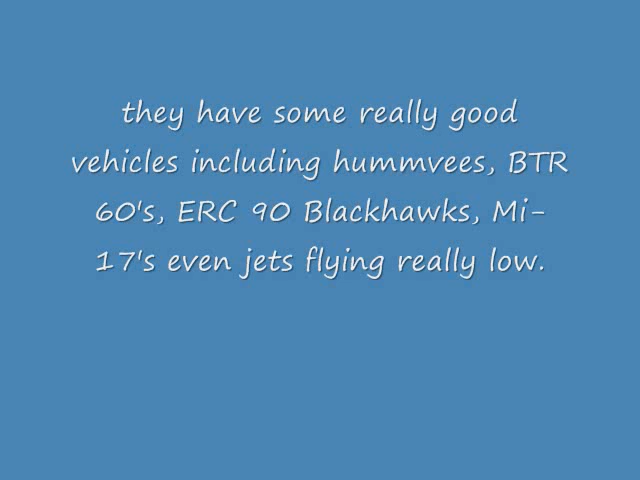 they have some really good
vehicles including hummvees, BTR
60's, ERC 90 Blackhawks, Mi-
17's even jets flying really low.